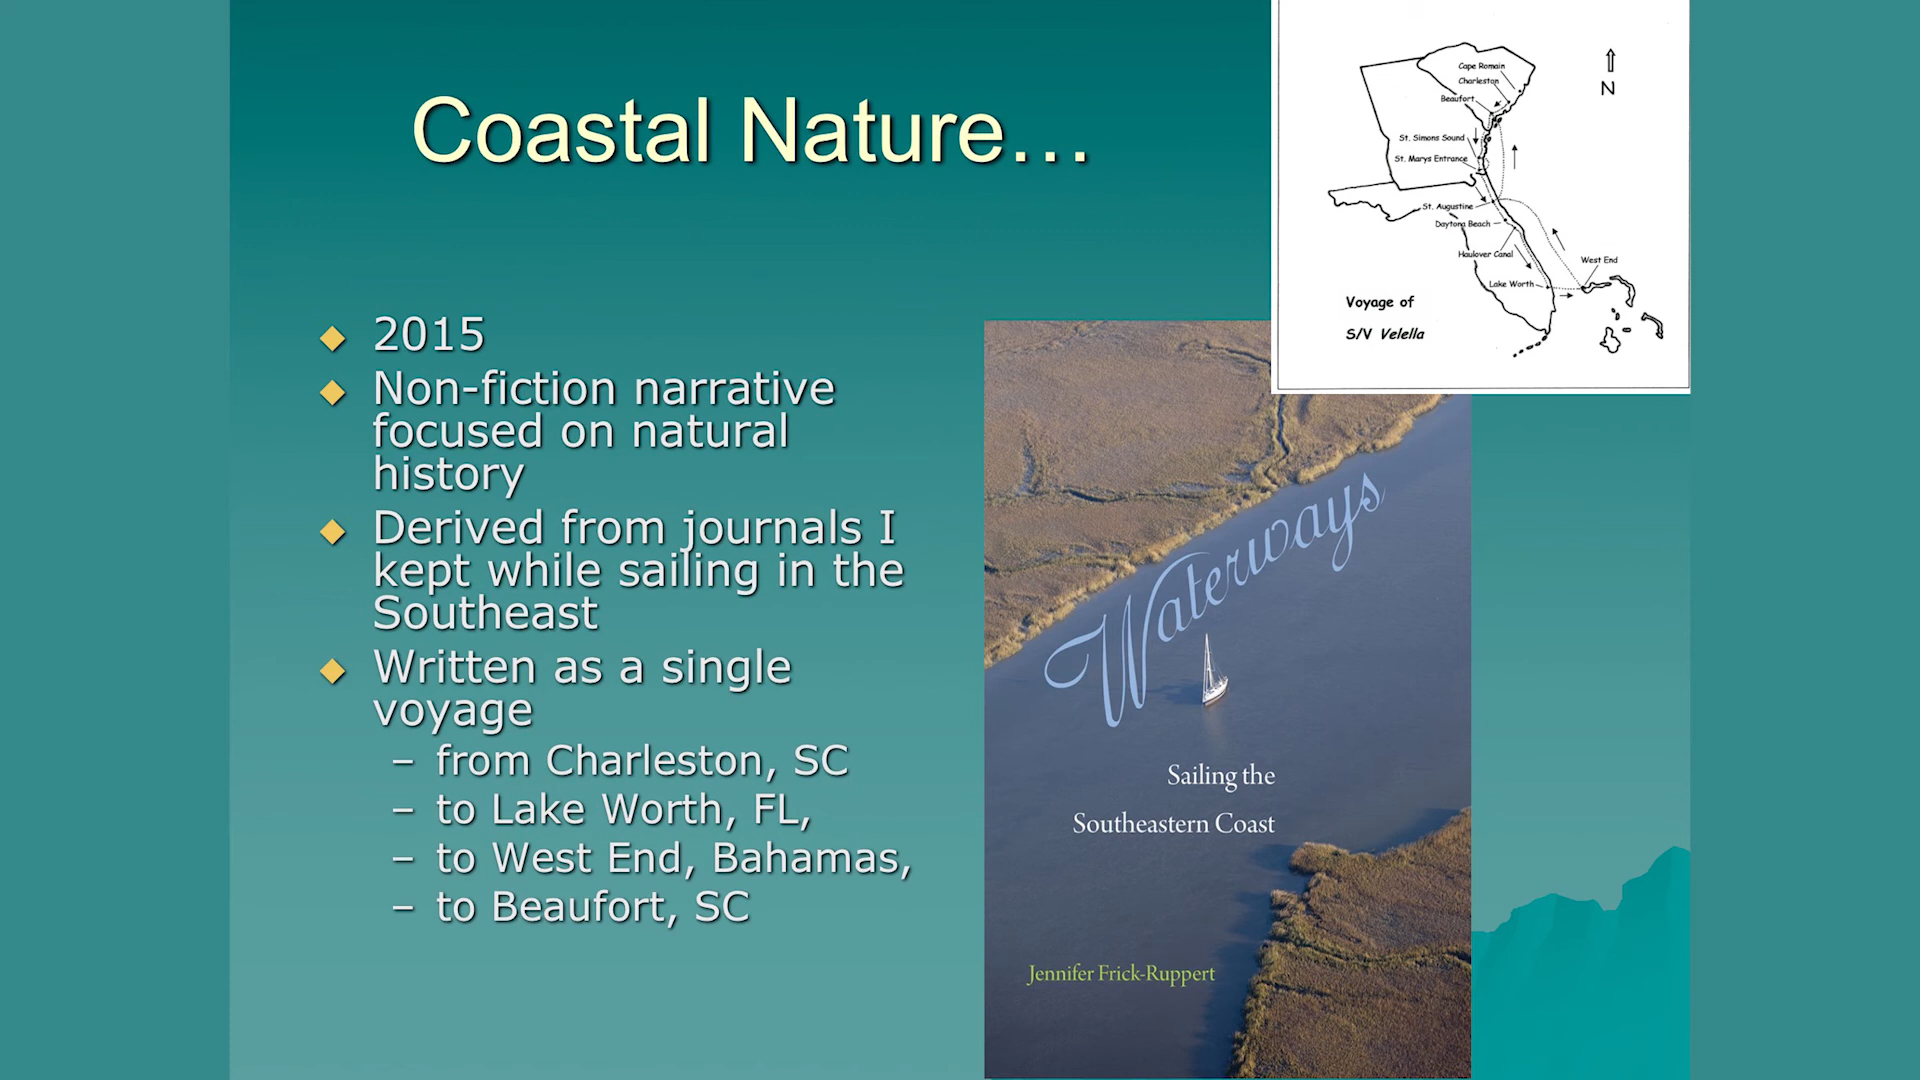 Coastal Nature…
2015
Non-fiction narrative
focused on natural
history
Derived from journals I
kept while sailing in the
Southeast
Written as a single
voyage
– from Charleston, SC
– to Lake Worth, FL,
– to West End, Bahamas,
– to Beaufort, SC
Cape Romain
Charleston
Beaufort
N
St. Simons Sound
St. Marys Entrance
St. Augustine
Daytona Beach
Haulover Canal
West End
Lake Worth
Voyage of
S/V Velella
Waterways
Sailing the
Southeastern Coast
Jennifer Frick-Ruppert